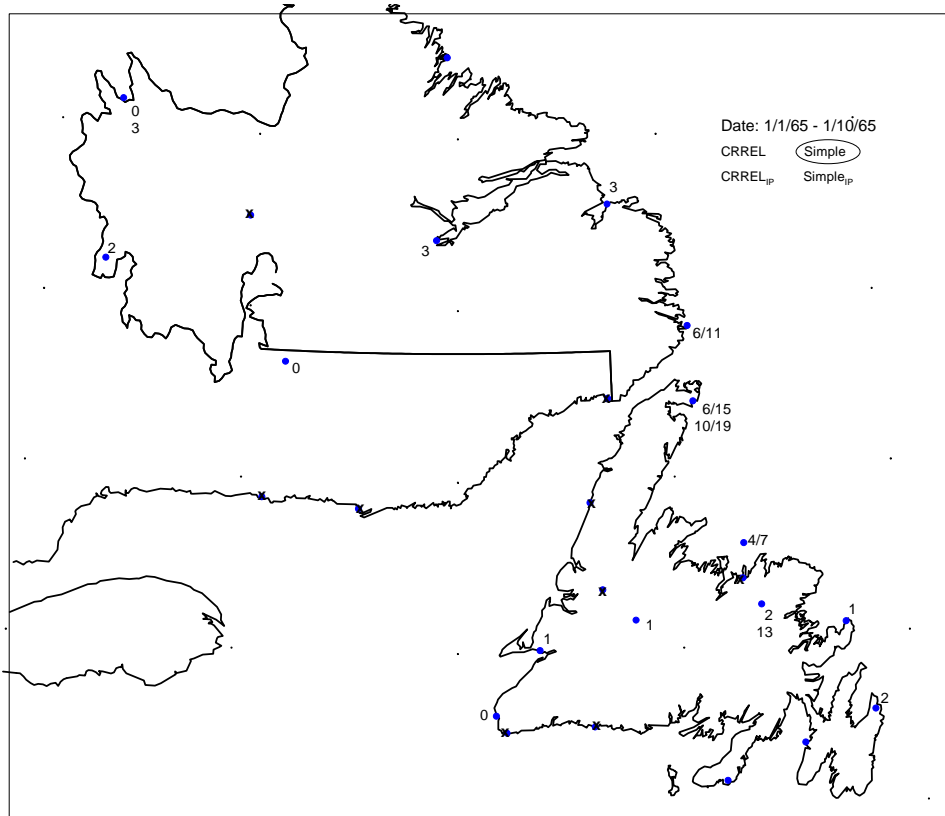 0
3
Date: 1/1/65 - 1/10/65
CRREL Simple
CRREL_IP Simple_IP
3
x
2
3
6/11
0
x
6/15
10/19
x
x
x
4/7
x
x
2
13
1
1
1
0
2
x
x